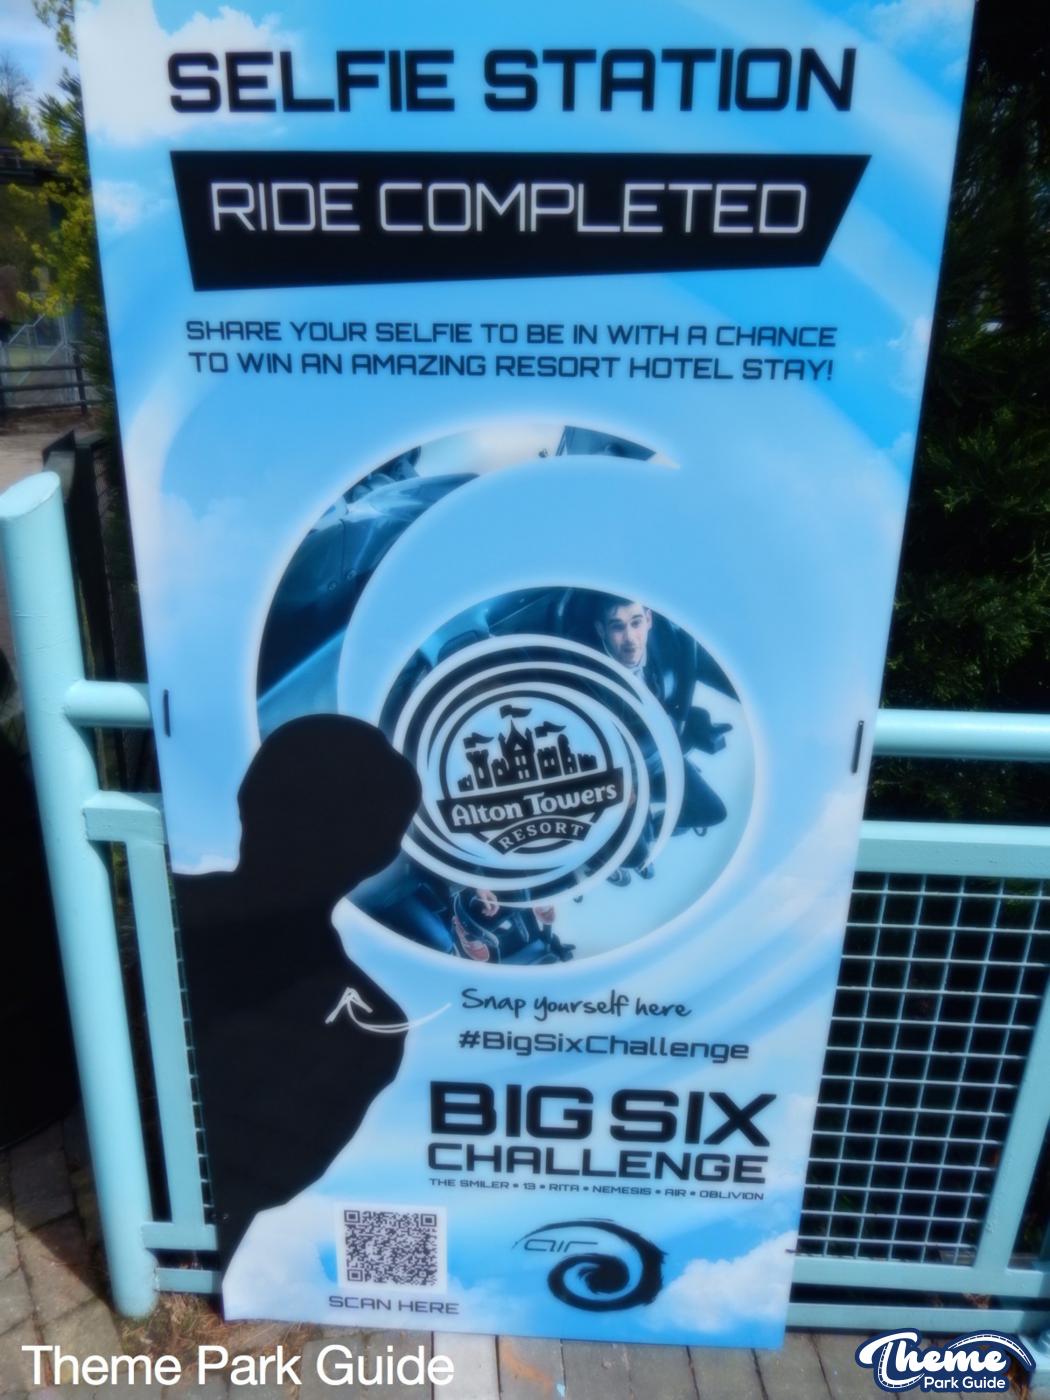 SELFIE STATION
RIDE COMPLETED
SHARE YOUR SELFIE TO BE IN WITH A CHANCE
TO WIN AN AMAZING RESORT HOTEL STAY!
Alton Towers
RESORT
Snap yourself here
#BigSixChallenge
BIG SIX
CHALLENGE
THE SMILER • 13 • RITA • NEMESIS • AIR • OBLIVION
air
SCAN HERE
Theme Park Guide
Theme
Park Guide